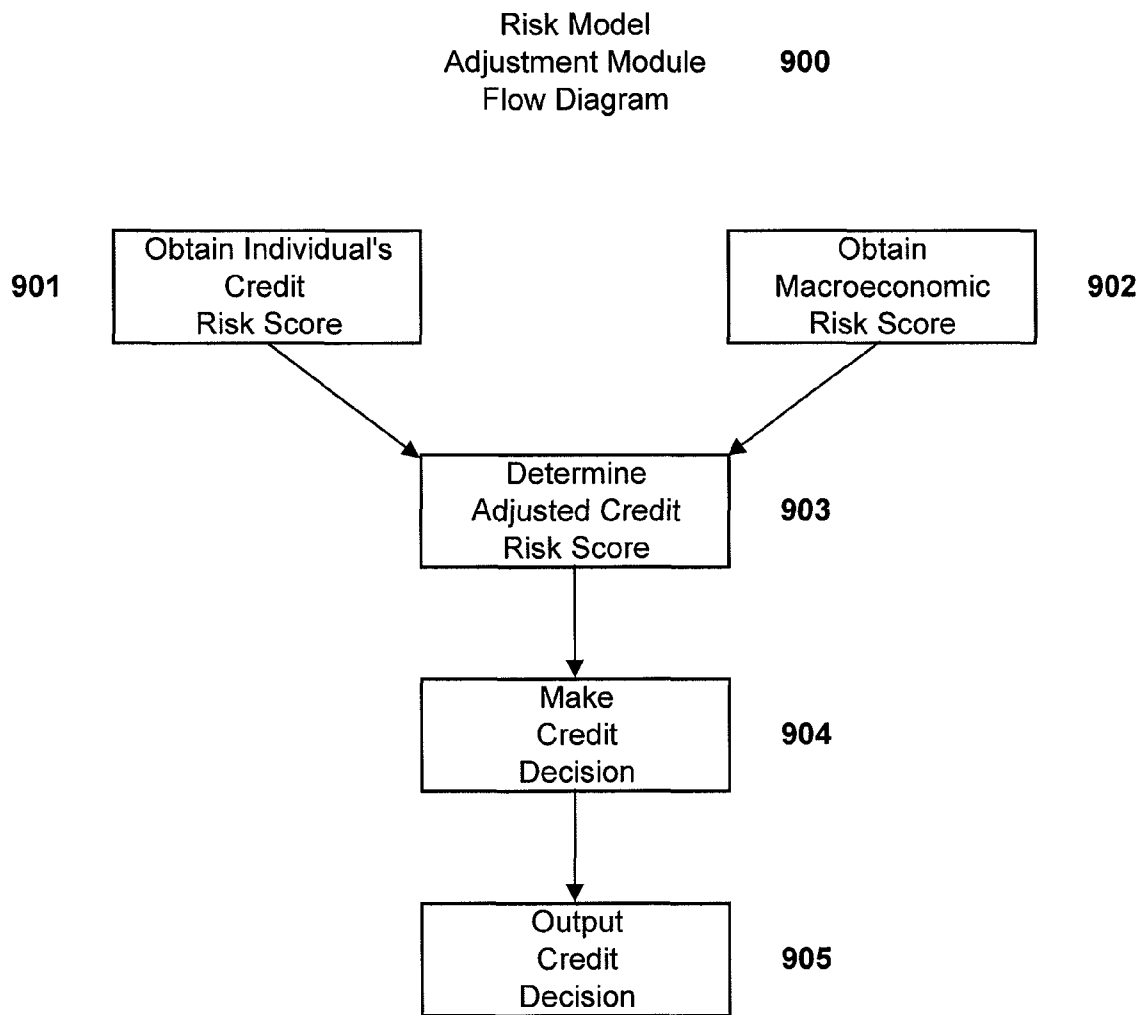 Risk Model
Adjustment Module 900
Flow Diagram
901
Obtain Individual's
Credit
Risk Score
Obtain
Macroeconomic
Risk Score
902
Determine
Adjusted Credit
Risk Score
903
Make
Credit
Decision
904
Output
Credit
Decision
905